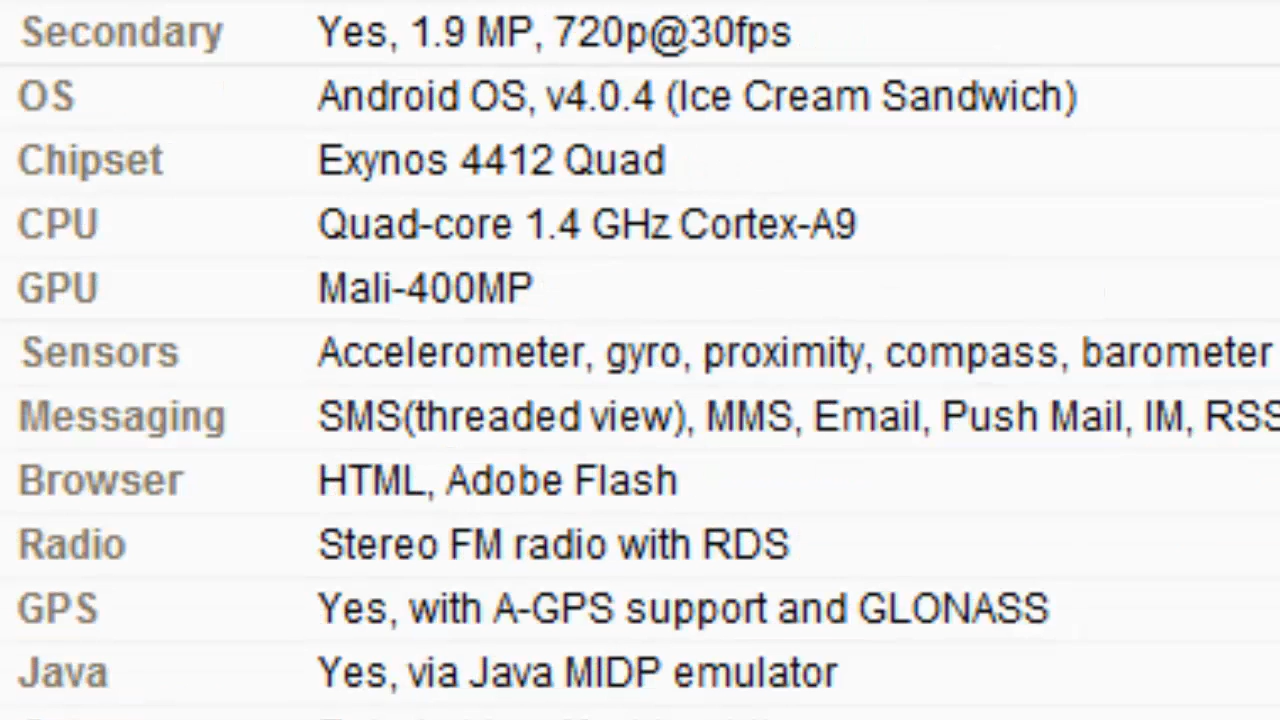 Secondary Yes, 1.9 MP, 720p@30fps
OS Android OS, v4.0.4 (Ice Cream Sandwich)
Chipset Exynos 4412 Quad
CPU Quad-core 1.4 GHz Cortex-A9
GPU Mali-400MP
Sensors Accelerometer, gyro, proximity, compass, barometer
Messaging SMS(threaded view), MMS, Email, Push Mail, IM, RSS
Browser HTML, Adobe Flash
Radio Stereo FM radio with RDS
GPS Yes, with A-GPS support and GLONASS
Java Yes, via Java MIDP emulator